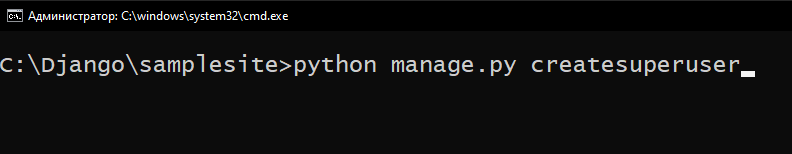 Администратор: C:\windows\system32\cmd.exe
C:\Django\samplesite>python manage.py createsuperuser